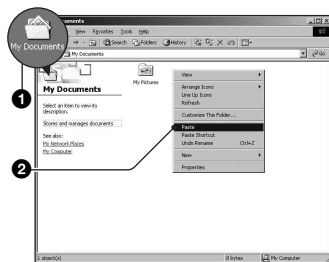 My Documents
Documents
View Favorites Tools Help
Search Folders History
My Documents
Go
1
My Documents
Select an item to view its
description.
Stores and manages documents
See also:
My Network Places
My Computer
My Pictures
View
Arrange Icons
Line Up Icons
Refresh
Customize This Folder...
Paste
Paste Shortcut
Undo Rename Ctrl+Z
New
Properties
2
1 object(s)
0 bytes
My Computer